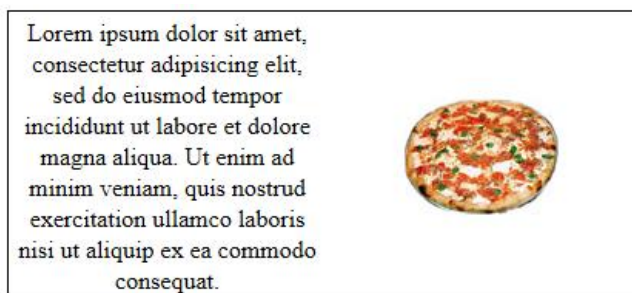 Lorem ipsum dolor sit amet,
consectetur adipisicing elit,
sed do eiusmod tempor
incididunt ut labore et dolore
magna aliqua. Ut enim ad
minim veniam, quis nostrud
exercitation ullamco laboris
nisi ut aliquip ex ea commodo
consequat.